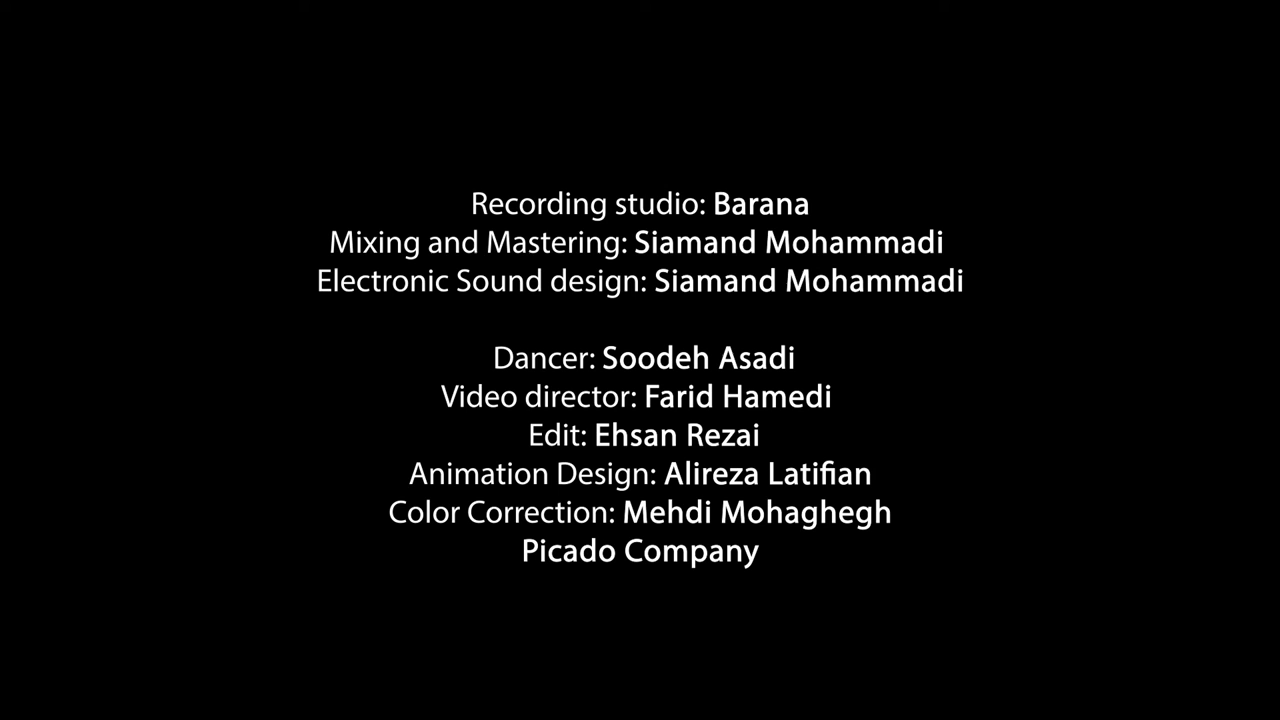 Recording studio: Barana
Mixing and Mastering: Siamand Mohammadi
Electronic Sound design: Siamand Mohammadi
Dancer: Soodeh Asadi
Video director: Farid Hamedi
Edit: Ehsan Rezai
Animation Design: Alireza Latifian
Color Correction: Mehdi Mohaghegh
Picado Company